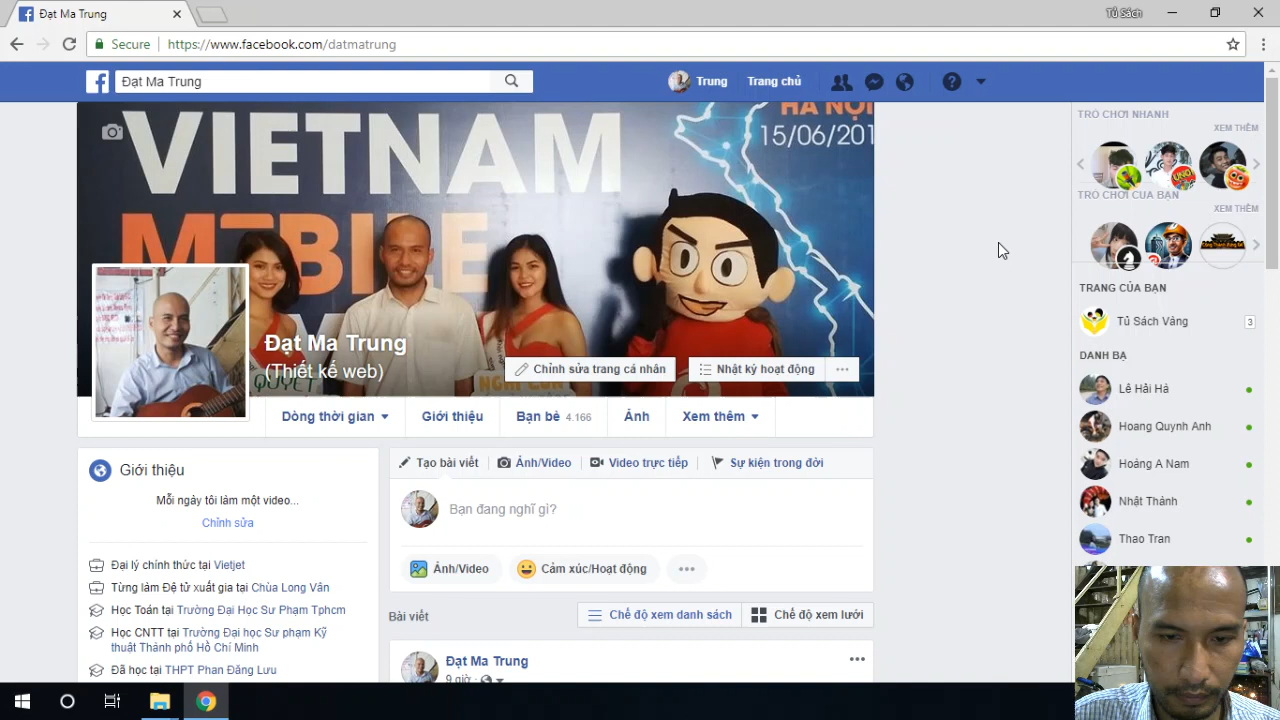 Đạt Ma Trung
Tủ Sách
Secure https://www.facebook.com/datmatrung
Đạt Ma Trung
Trung Trang chủ
VIETNAM
MOBILE
HÀ NỘI
15/06/201
Đạt Ma Trung
(Thiết kế web)
Chỉnh sửa trang cá nhân
Nhật ký hoạt động
Dòng thời gian
Giới thiệu
Bạn bè 4.166
Ảnh
Xem thêm
Giới thiệu
Mỗi ngày tôi làm một video...
Chỉnh sửa
Đại lý chính thức tại Vietjet
Từng làm Đệ tử xuất gia tại Chùa Long Vân
Học Toán tại Trường Đại Học Sư Phạm Tphcm
Học CNTT tại Trường Đại học Sư phạm Kỹ
thuật Thành phố Hồ Chí Minh
Đã học tại THPT Phan Đăng Lưu
Tạo bài viết
Ảnh/Video
Video trực tiếp
Sự kiện trong đời
Bạn đang nghĩ gì?
Ảnh/Video
Cảm xúc/Hoạt động
Bài viết
Chế độ xem danh sách
Chế độ xem lưới
Đạt Ma Trung
9 giờ
TRÒ CHƠI NHANH
XEM THÊM
UNO
TRÒ CHƠI CỦA BẠN
XEM THÊM
TRANG CỦA BẠN
Tủ Sách Vàng 3
DANH BẠ
Lê Hải Hà
Hoang Quynh Anh
Hoàng A Nam
Nhật Thành
Thao Tran